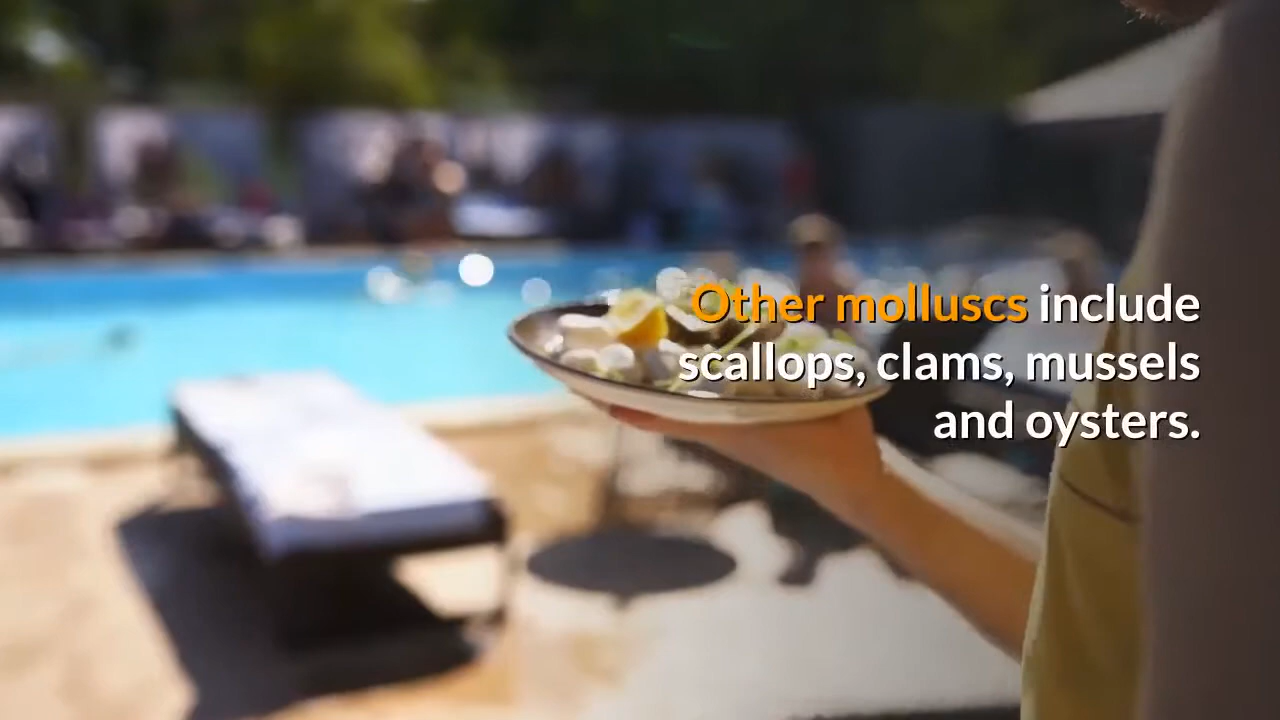 Other molluscs include
scallops, clams, mussels
and oysters.